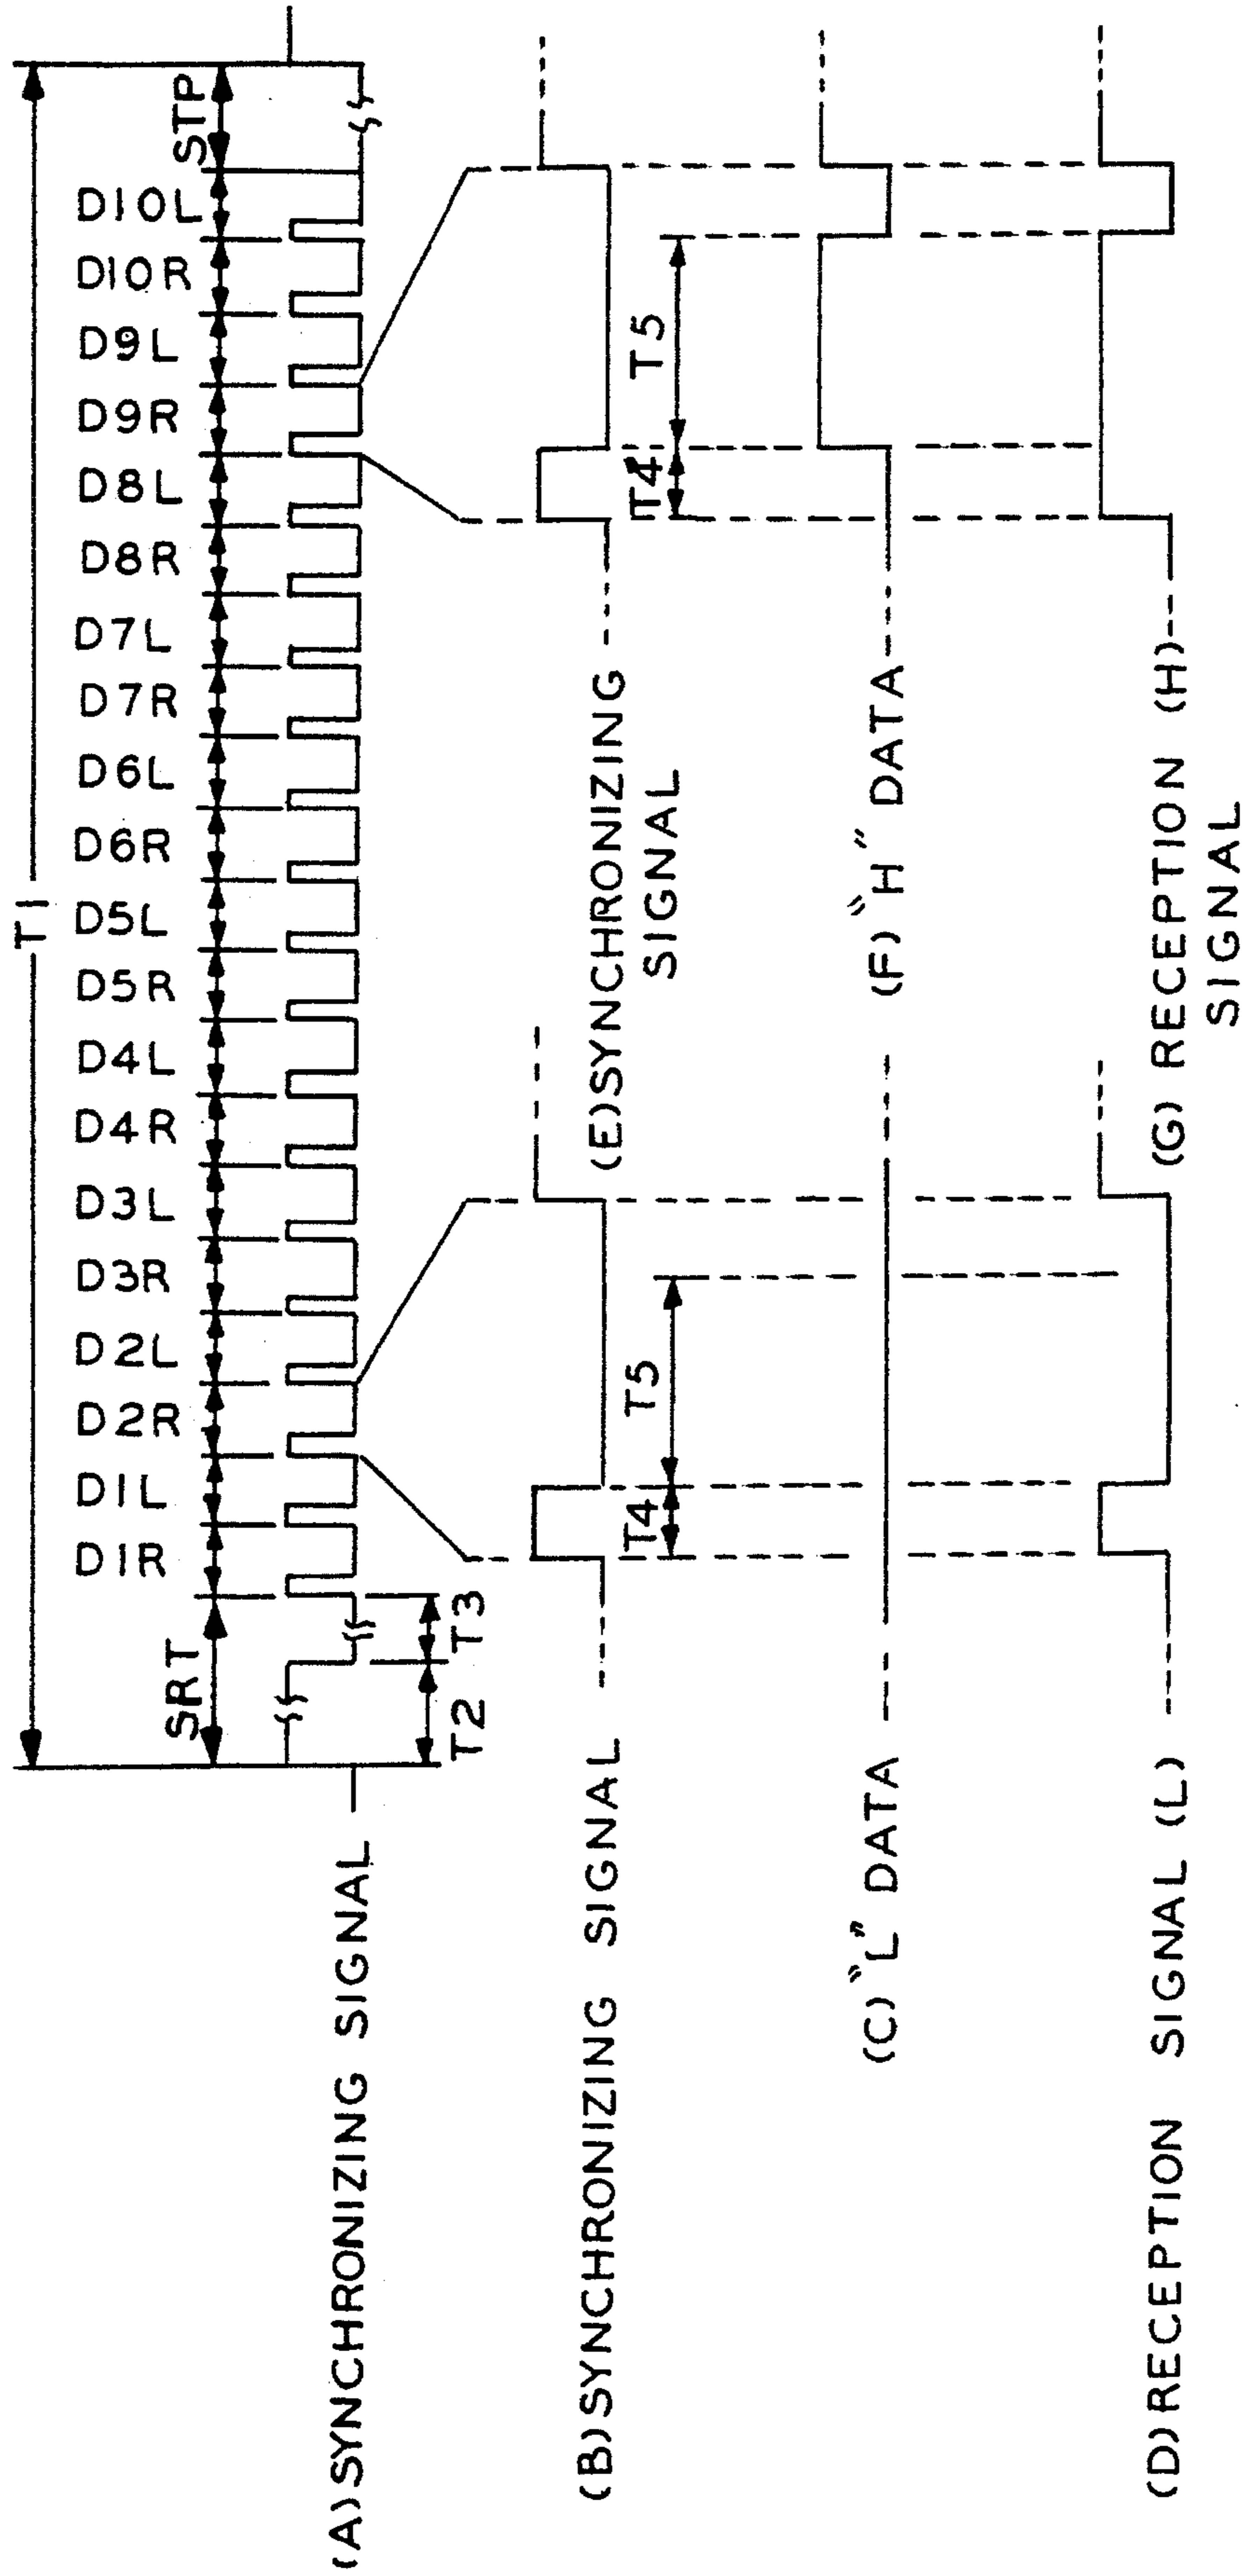 T1
SRT
D1R
D1L
D2R
D2L
D3R
D3L
D4R
D4L
D5R
D5L
D6R
D6L
D7R
D7L
D8R
D8L
D9R
D9L
D10R
D10L
STP
(A) SYNCHRONIZING SIGNAL
T2
T3
(B) SYNCHRONIZING SIGNAL
(E) SYNCHRONIZING
SIGNAL
T4
T5
T4
T5
(C) "L" DATA
(F) "H" DATA
(D) RECEPTION SIGNAL (L)
(G) RECEPTION (H)
SIGNAL